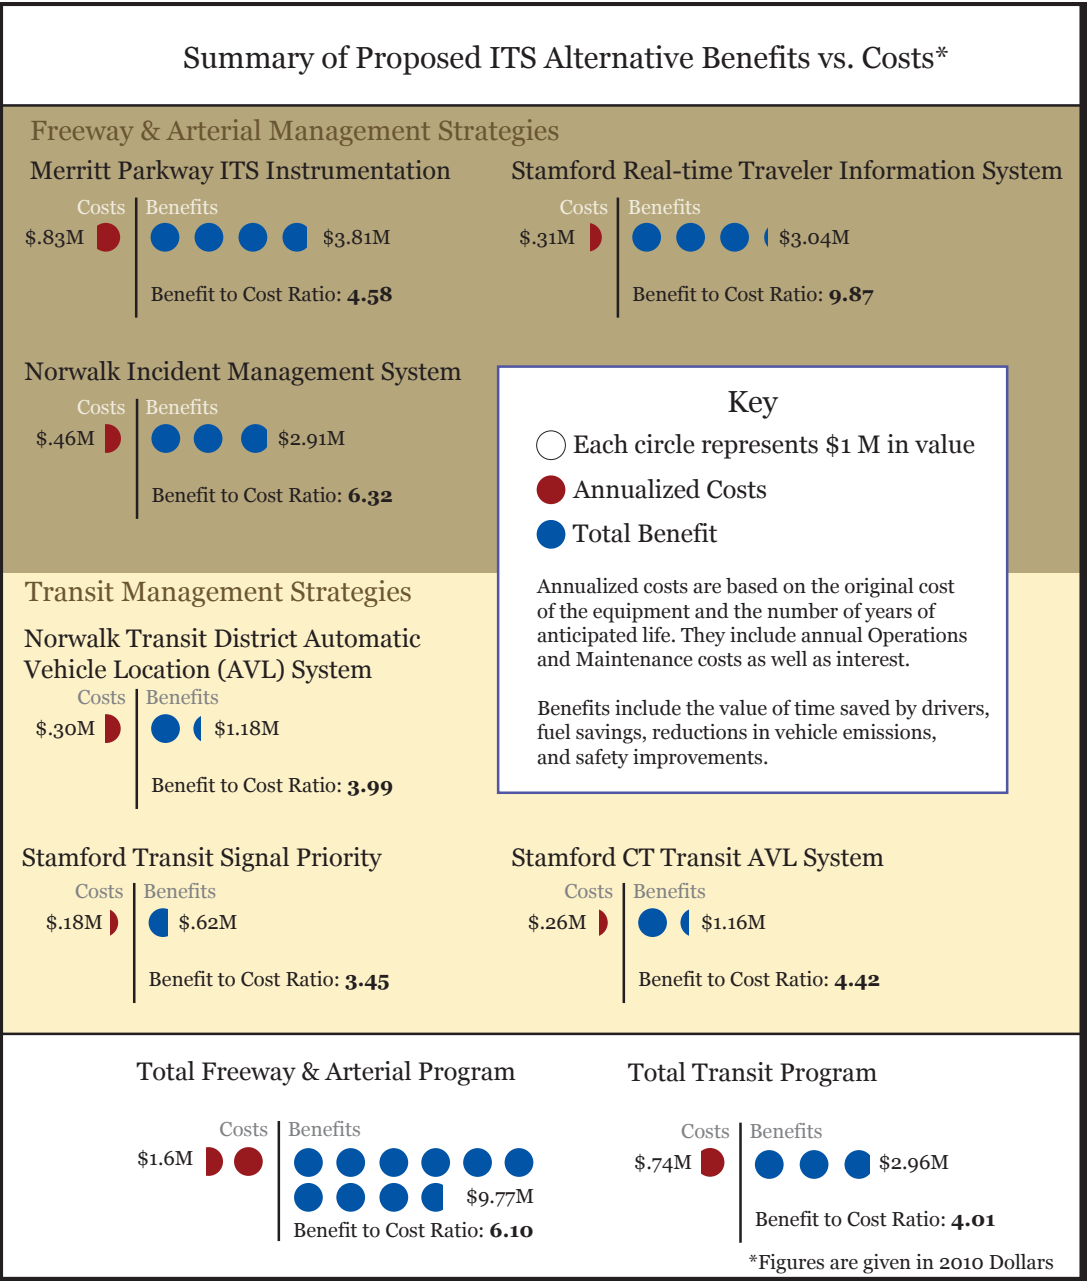 Summary of Proposed ITS Alternative Benefits vs. Costs*
Freeway & Arterial Management Strategies
Merritt Parkway ITS Instrumentation
Costs Benefits
$.83M $3.81M
Benefit to Cost Ratio: 4.58
Stamford Real-time Traveler Information System
Costs Benefits
$.31M $3.04M
Benefit to Cost Ratio: 9.87
Norwalk Incident Management System
Costs Benefits
$.46M $2.91M
Benefit to Cost Ratio: 6.32
Key
Each circle represents $1 M in value
Annualized Costs
Total Benefit
Annualized costs are based on the original cost
of the equipment and the number of years of
anticipated life. They include annual Operations
and Maintenance costs as well as interest.
Benefits include the value of time saved by drivers,
fuel savings, reductions in vehicle emissions,
and safety improvements.
Transit Management Strategies
Norwalk Transit District Automatic
Vehicle Location (AVL) System
Costs Benefits
$.30M $1.18M
Benefit to Cost Ratio: 3.99
Stamford Transit Signal Priority
Costs Benefits
$.18M $.62M
Benefit to Cost Ratio: 3.45
Stamford CT Transit AVL System
Costs Benefits
$.26M $1.16M
Benefit to Cost Ratio: 4.42
Total Freeway & Arterial Program
Costs Benefits
$1.6M
$9.77M
Benefit to Cost Ratio: 6.10
Total Transit Program
Costs Benefits
$.74M $2.96M
Benefit to Cost Ratio: 4.01
*Figures are given in 2010 Dollars